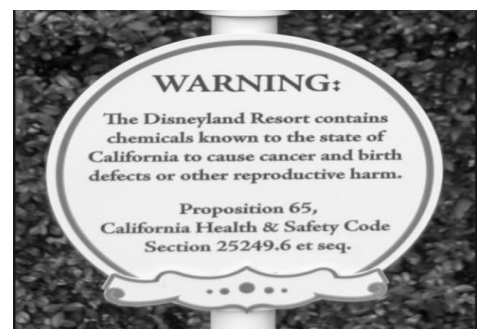 WARNING:
The Disneyland Resort contains
chemicals known to the state of
California to cause cancer and birth
defects or other reproductive harm.
Proposition 65,
California Health & Safety Code
Section 25249.6 et seq.